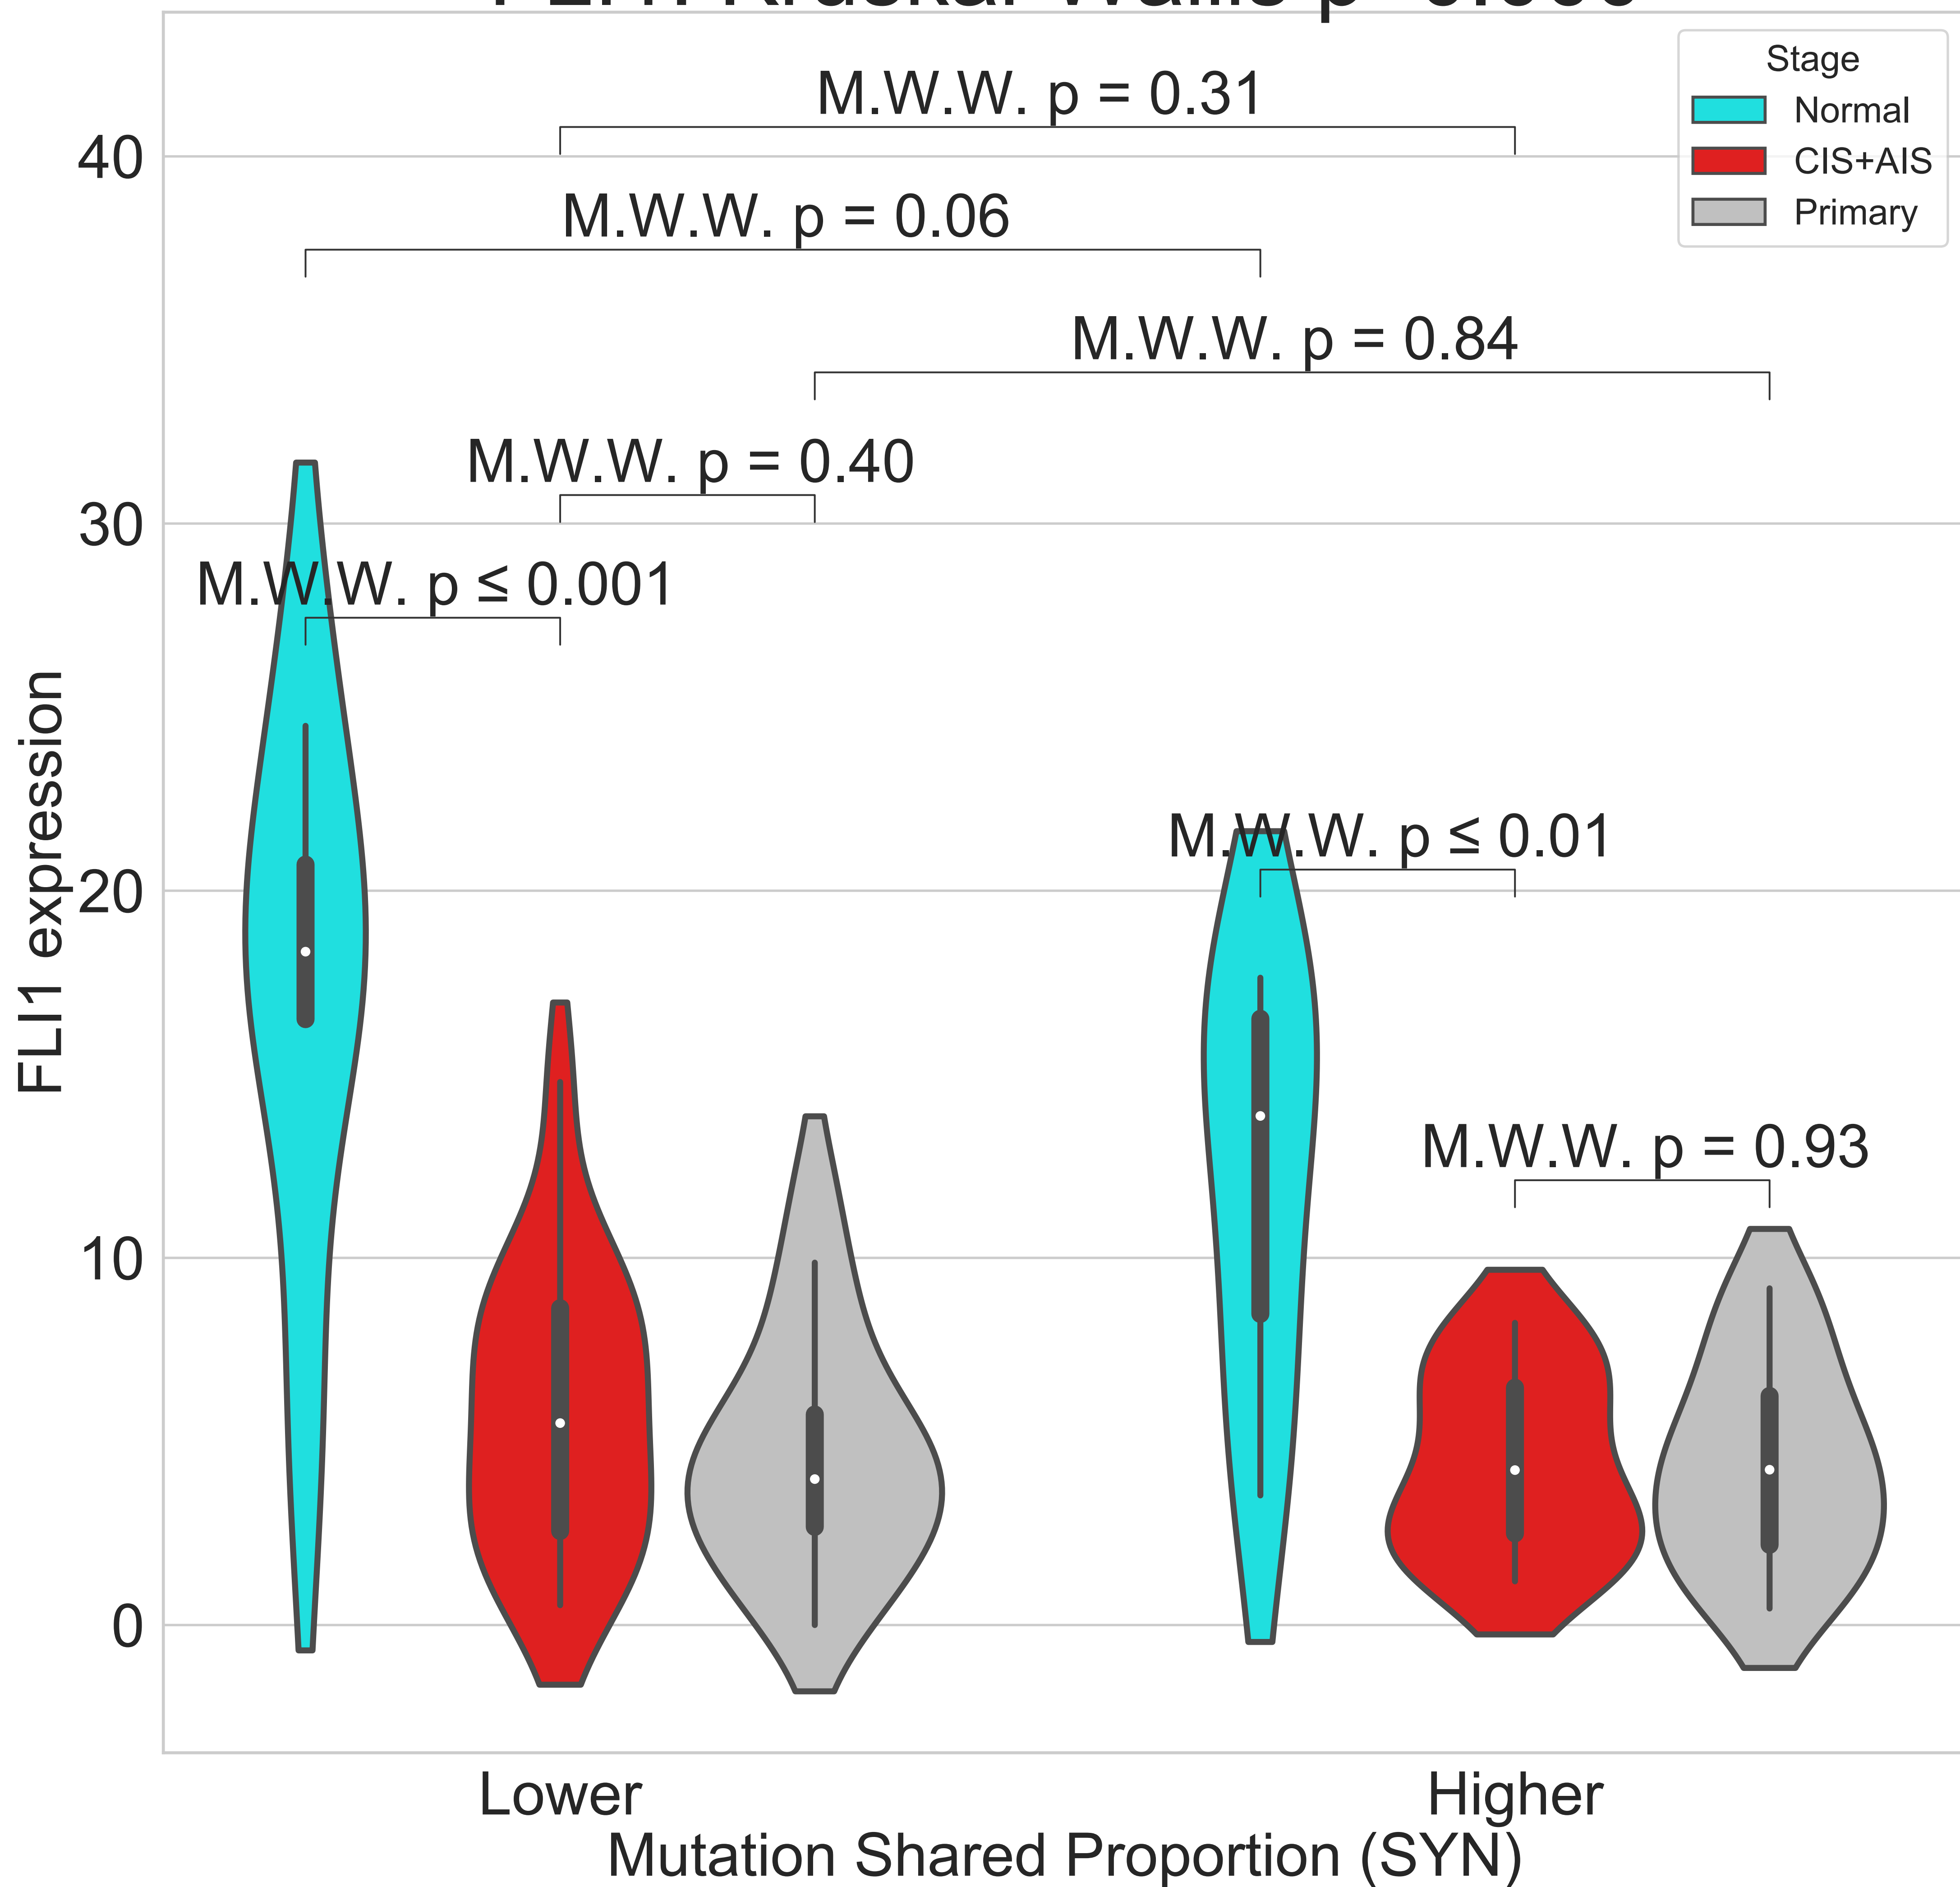 Stage
Normal
CIS+AIS
Primary
M.W.W. p = 0.31
M.W.W. p = 0.06
M.W.W. p = 0.84
M.W.W. p = 0.40
M.W.W. p ≤ 0.001
M.W.W. p ≤ 0.01
M.W.W. p = 0.93
40
30
20
10
0
FLI1 expression
Lower
Higher
Mutation Shared Proportion (SYN)